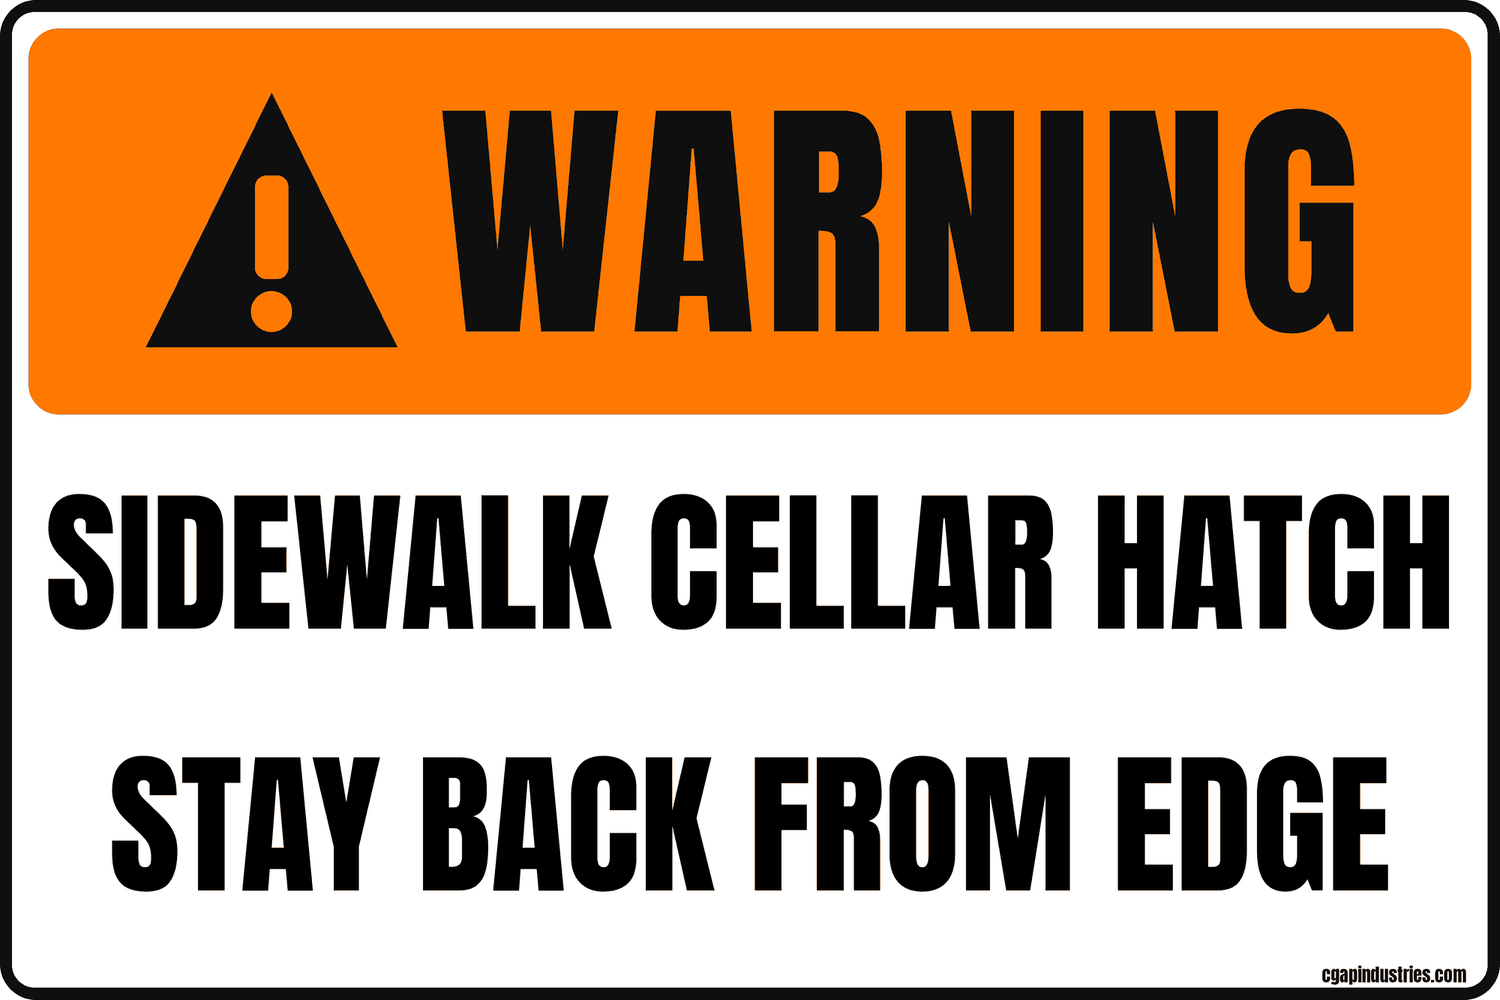 WARNING
SIDEWALK CELLAR HATCH
STAY BACK FROM EDGE
cgapindustries.com